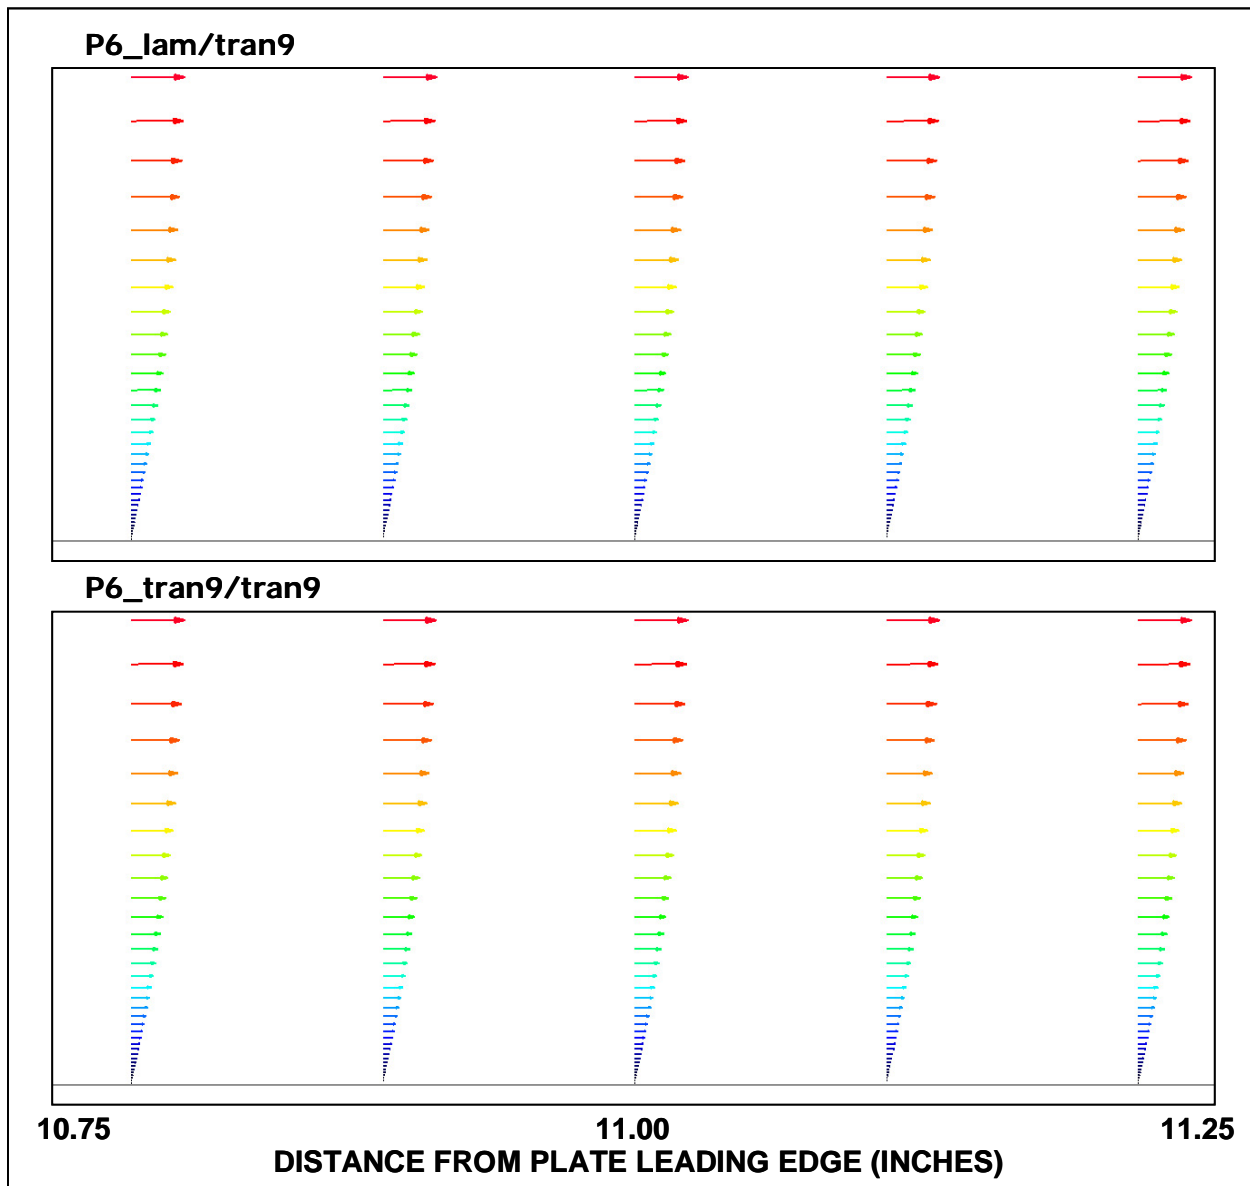 P6_lam/tran9
P6_tran9/tran9
10.75 11.00 11.25
DISTANCE FROM PLATE LEADING EDGE (INCHES)